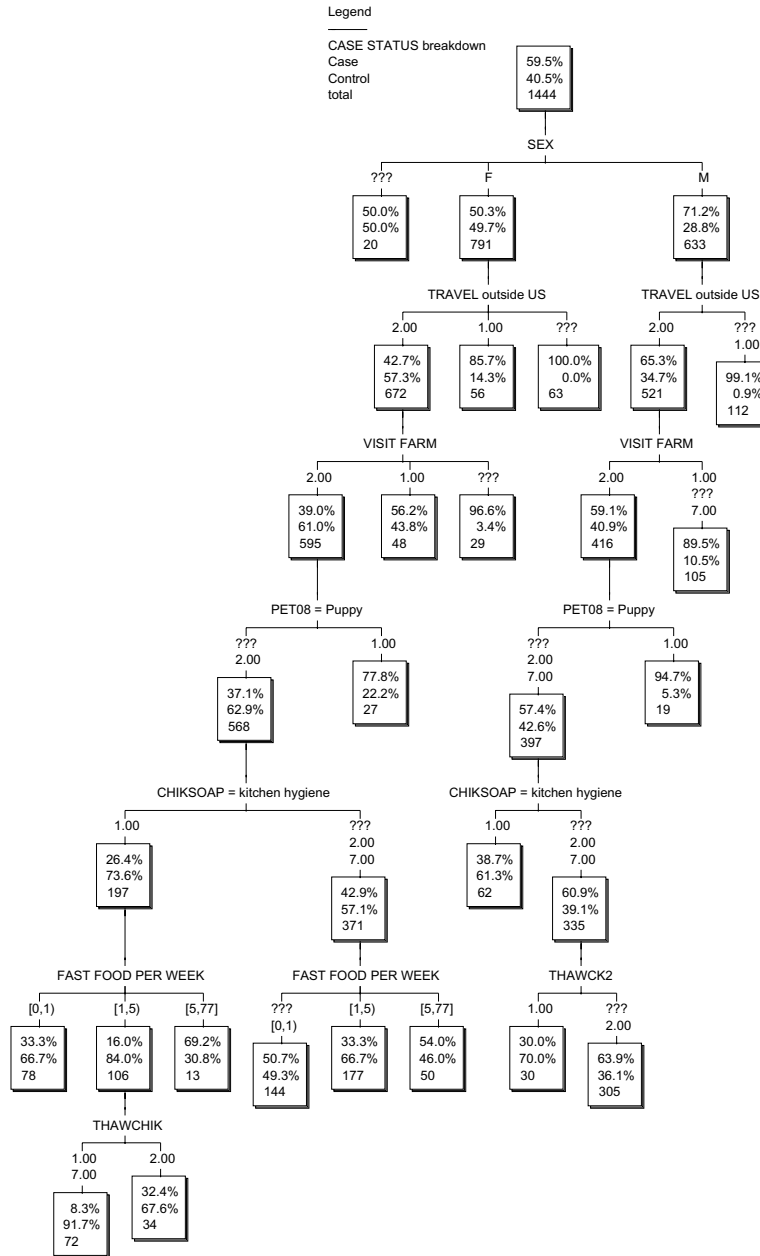 Legend
CASE STATUS breakdown
Case
Control
total
59.5%
40.5%
1444
SEX
??? F M
50.0% 50.3% 71.2%
50.0% 49.7% 28.8%
20 791 633
TRAVEL outside US TRAVEL outside US
2.00 1.00 ??? 2.00 ???
1.00
42.7% 85.7% 100.0% 65.3% 99.1%
57.3% 14.3% 0.0% 34.7% 0.9%
672 56 63 521 112
VISIT FARM VISIT FARM
2.00 1.00 ??? 2.00 1.00
???
7.00
39.0% 56.2% 96.6% 59.1% 89.5%
61.0% 43.8% 3.4% 40.9% 10.5%
595 48 29 416 105
PET08 = Puppy PET08 = Puppy
??? 1.00 ??? 1.00
2.00 2.00
7.00
37.1% 77.8% 57.4% 94.7%
62.9% 22.2% 42.6% 5.3%
568 27 397 19
CHIKSOAP = kitchen hygiene CHIKSOAP = kitchen hygiene
1.00 ??? 1.00 ???
2.00 2.00
7.00 7.00
26.4% 42.9% 38.7% 60.9%
73.6% 57.1% 61.3% 39.1%
197 371 62 335
FAST FOOD PER WEEK FAST FOOD PER WEEK THAWCK2
[0,1) [1,5) [5,77] ??? [1,5) [5,77] 1.00 ???
[0,1) 2.00
33.3% 16.0% 69.2% 50.7% 33.3% 54.0% 30.0% 63.9%
66.7% 84.0% 30.8% 49.3% 66.7% 46.0% 70.0% 36.1%
78 106 13 144 177 50 30 305
THAWCHIK
1.00 2.00
7.00
8.3% 32.4%
91.7% 67.6%
72 34